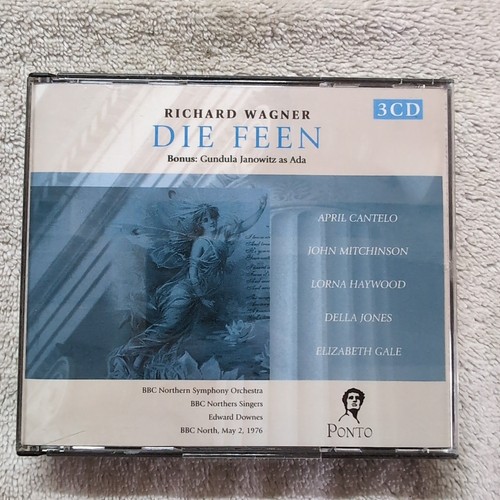 RICHARD WAGNER
3CD
DIE FEEN
Bonus: Gundula Janowitz as Ada
APRIL CANTELO
JOHN MITCHINSON
LORNA HAYWOOD
DELLA JONES
ELIZABETH GALE
BBC Northern Symphony Orchestra
BBC Northers Singers
Edward Downes
BBC North, May 2, 1976
PONTO